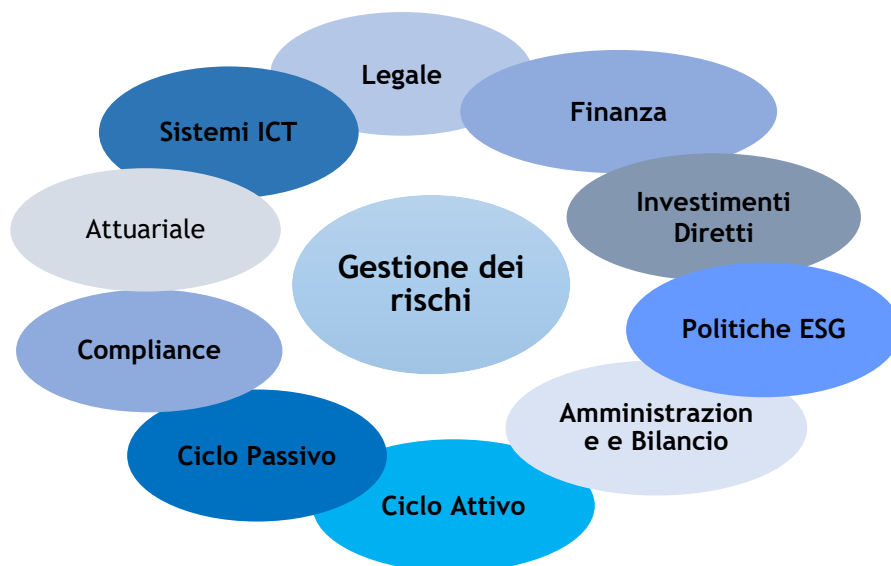 Legale
Finanza
Sistemi ICT
Investimenti
Diretti
Attuariale
Gestione dei
rischi
Politiche ESG
Compliance
Amministrazion
e e Bilancio
Ciclo Passivo
Ciclo Attivo